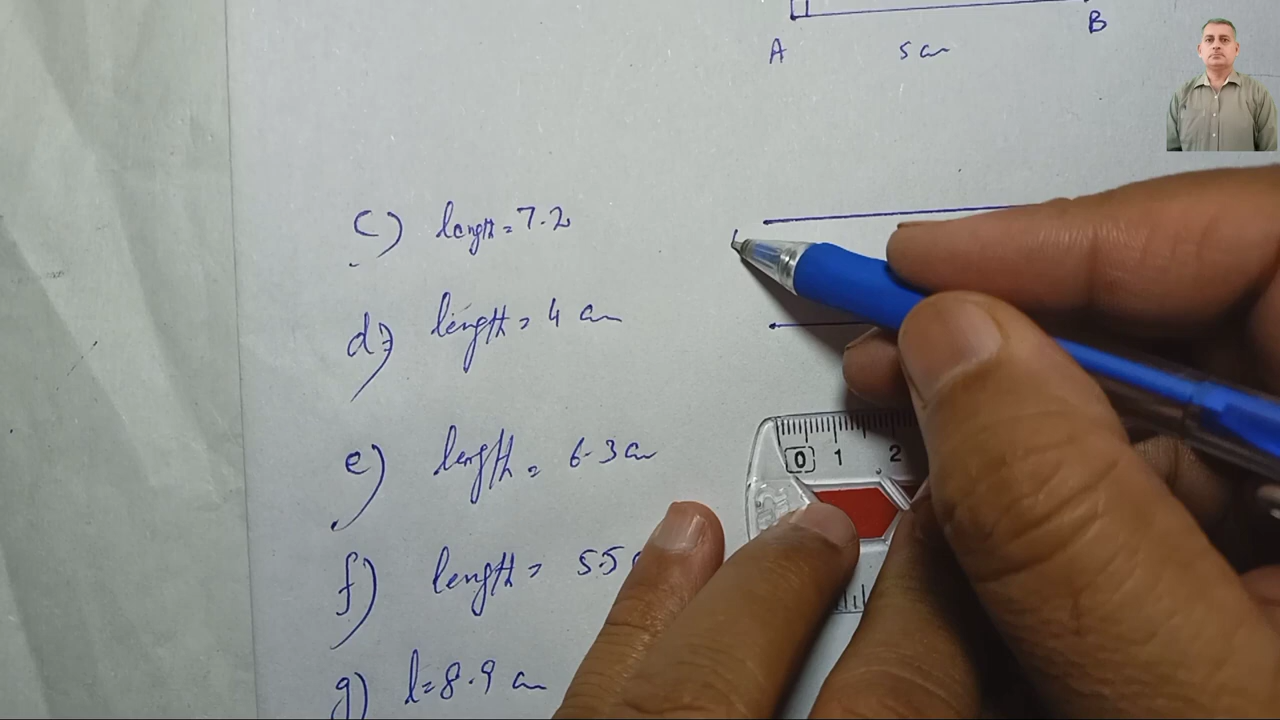 A 5 cm B
c) length = 7.2
d) length = 4 cm
e) length = 6.3 cm
0 1 2
f) length = 5.5
g) l = 8.9 cm